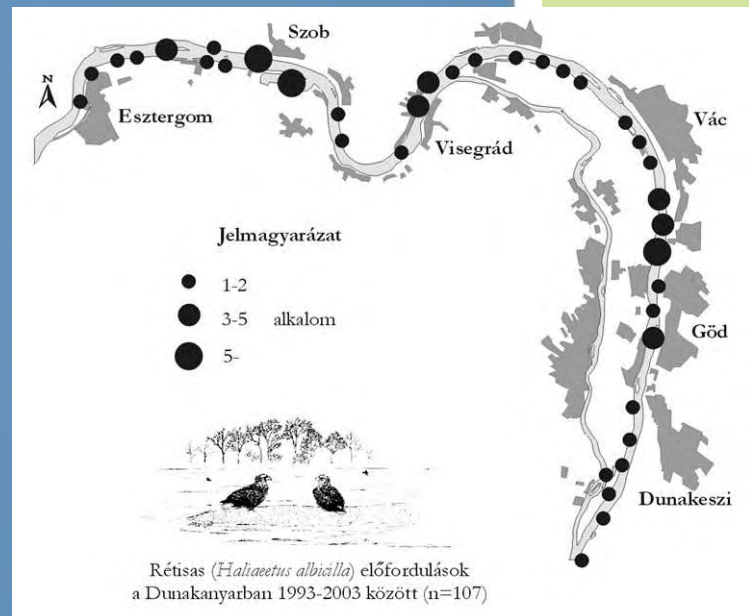 Szob
N
Esztergom
Visegrád
Vác
Jelmagyarázat
1-2
3-5 alkalom
5-
Göd
Dunakeszi
Rétisas (Haliaeetus albicilla) előfordulások
a Dunakanyarban 1993-2003 között (n=107)